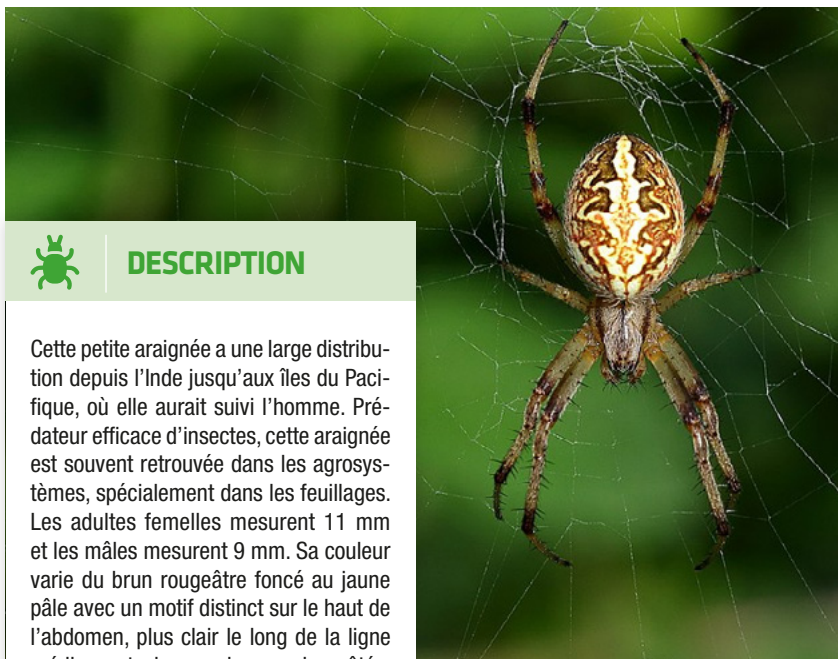 DESCRIPTION
Cette petite araignée a une large distribu-
tion depuis l'Inde jusqu'aux îles du Paci-
fique, où elle aurait suivi l'homme. Pré-
dateur efficace d'insectes, cette araignée
est souvent retrouvée dans les agrosys-
tèmes, spécialement dans les feuillages.
Les adultes femelles mesurent 11 mm
et les mâles mesurent 9 mm. Sa couleur
varie du brun rougeâtre foncé au jaune
pâle avec un motif distinct sur le haut de
l'abdomen, plus clair le long de la ligne